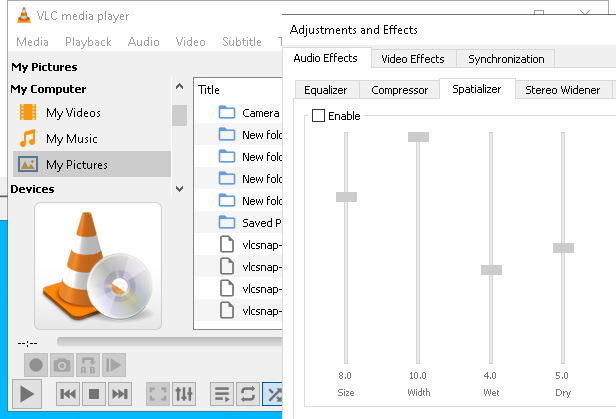 VLC media player
Media Playback Audio Video Subtitle
My Pictures
My Computer
My Videos
My Music
My Pictures
Devices
Title
Camera
New fold
New fold
New fold
New fold
Saved P
vlcsnap-
vlcsnap-
vlcsnap-
vlcsnap-
--:--
Adjustments and Effects
Audio Effects Video Effects Synchronization
Equalizer Compressor Spatializer Stereo Widener
Enable
8.0 10.0 4.0 5.0
Size Width Wet Dry